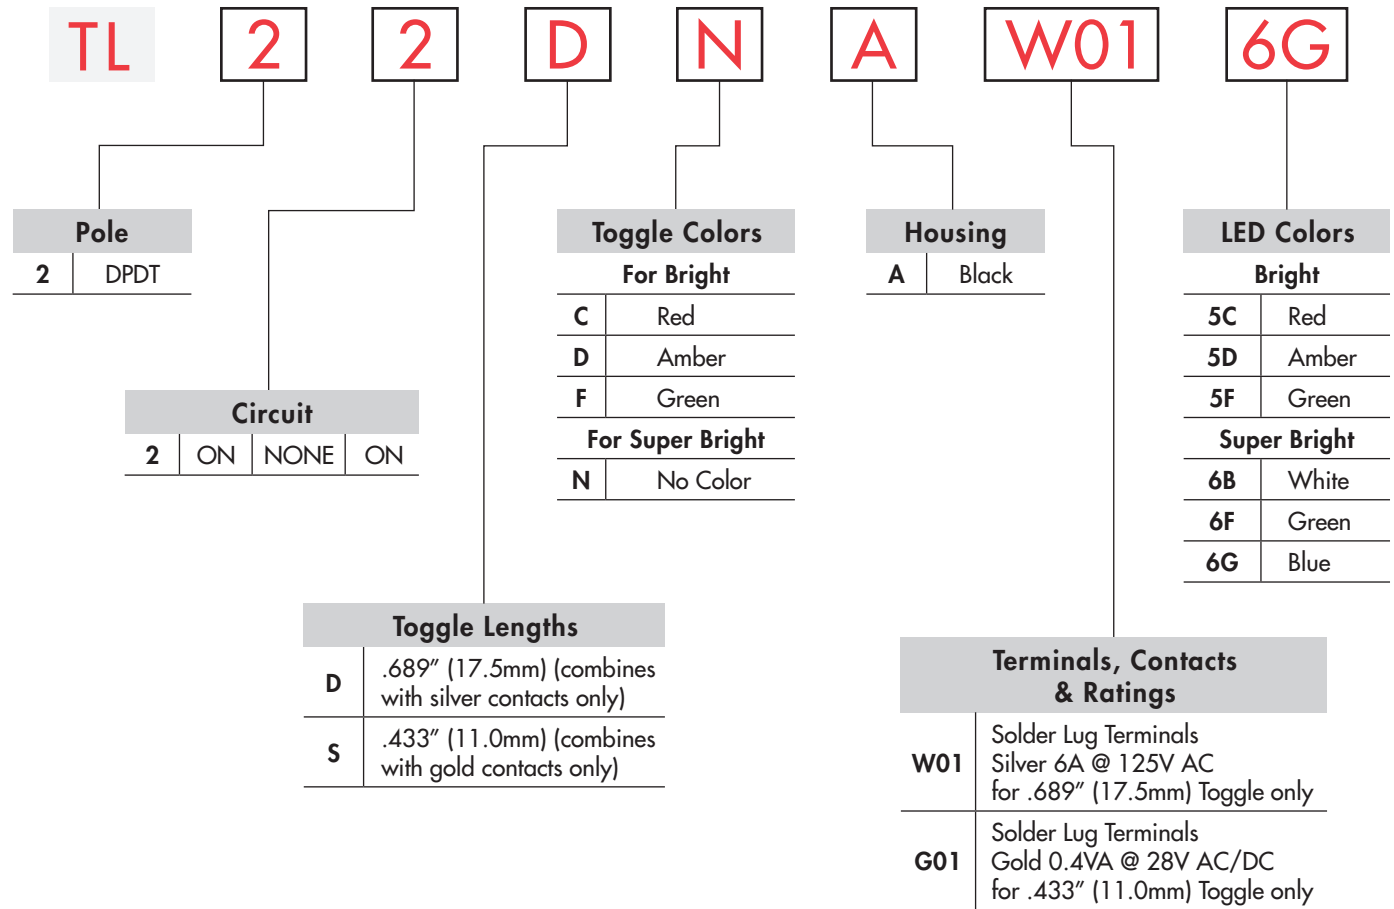 TL 2 2 D N A W01 6G
Pole
2 DPDT
Circuit
2 ON NONE ON
Toggle Lengths
D .689" (17.5mm) (combines
with silver contacts only)
S .433" (11.0mm) (combines
with gold contacts only)
Toggle Colors
For Bright
C Red
D Amber
F Green
For Super Bright
N No Color
Housing
A Black
Terminals, Contacts
& Ratings
W01 Solder Lug Terminals
Silver 6A @ 125V AC
for .689" (17.5mm) Toggle only
G01 Solder Lug Terminals
Gold 0.4VA @ 28V AC/DC
for .433" (11.0mm) Toggle only
LED Colors
Bright
5C Red
5D Amber
5F Green
Super Bright
6B White
6F Green
6G Blue